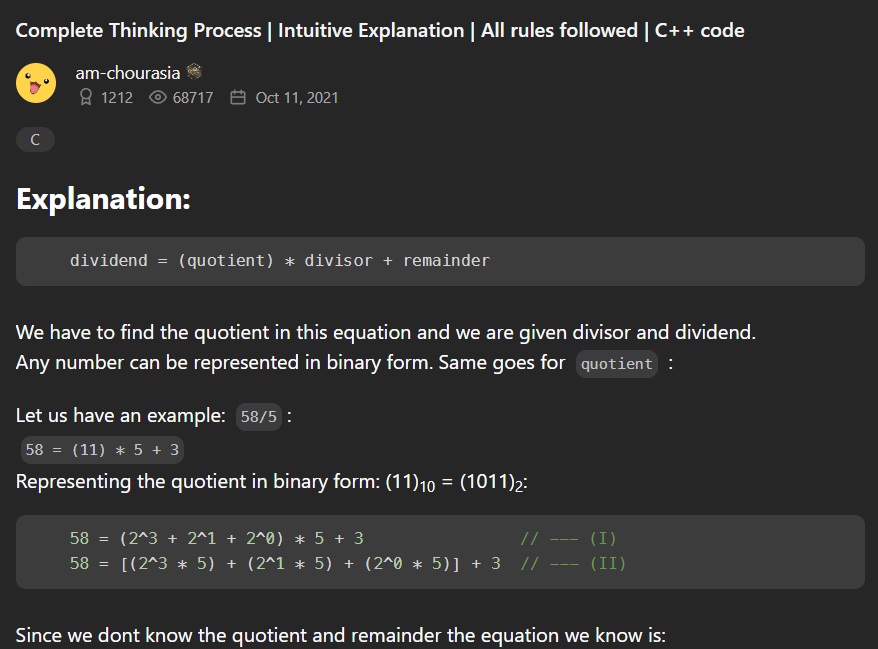 Complete Thinking Process | Intuitive Explanation | All rules followed | C++ code
am-chourasia
1212 68717 Oct 11, 2021
C
Explanation:
dividend = (quotient) * divisor + remainder
We have to find the quotient in this equation and we are given divisor and dividend.
Any number can be represented in binary form. Same goes for quotient :
Let us have an example: 58/5 :
58 = (11) * 5 + 3
Representing the quotient in binary form: (11)10 = (1011)2:
58 = (2^3 + 2^1 + 2^0) * 5 + 3 // --- (I)
58 = [(2^3 * 5) + (2^1 * 5) + (2^0 * 5)] + 3 // --- (II)
Since we dont know the quotient and remainder the equation we know is: